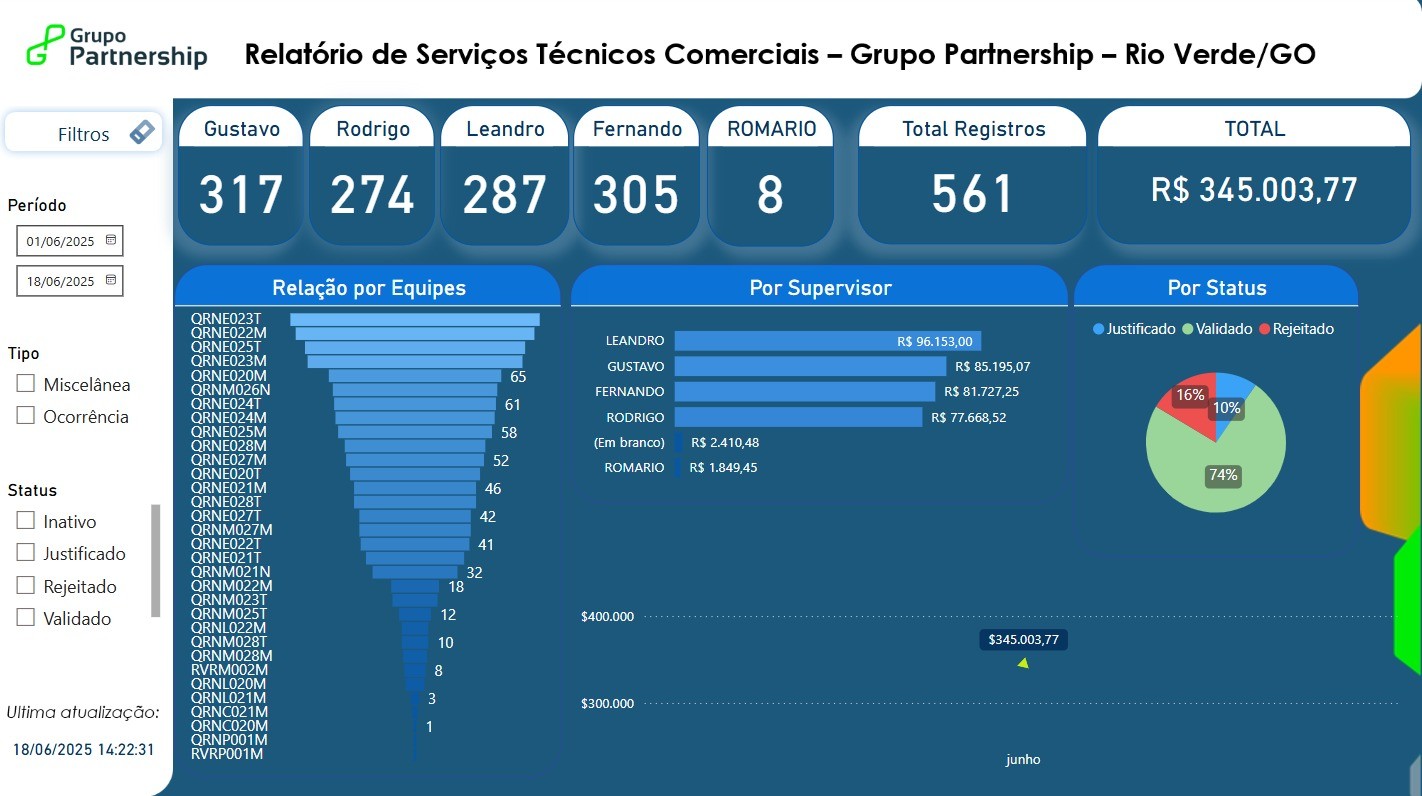 Grupo
Partnership
Relatório de Serviços Técnicos Comerciais – Grupo Partnership – Rio Verde/GO
Filtros
Período
01/06/2025
18/06/2025
Tipo
Miscelânea
Ocorrência
Status
Inativo
Justificado
Rejeitado
Validado
Ultima atualização:
18/06/2025 14:22:31
Gustavo
317
Rodrigo
274
Leandro
287
Fernando
305
ROMARIO
8
Total Registros
561
TOTAL
R$ 345.003,77
Relação por Equipes
QRNE023T
QRNE022M
QRNE025T
QRNE023M
QRNE020M 65
QRNM026N
QRNE024T 61
QRNE024M
QRNE025M 58
QRNE028M
QRNE027M 52
QRNE020T
QRNE021M 46
QRNE028T
QRNE027T 42
QRNM027M
QRNE022T 41
QRNE021T
QRNM021N 32
QRNM022M 18
QRNM023T
QRNM025T 12
QRNL022M
QRNM028T 10
QRNM028M
RVRM002M 8
QRNL020M
QRNL021M 3
QRNC021M
QRNC020M 1
QRNP001M
RVRP001M
Por Supervisor
LEANDRO R$ 96.153,00
GUSTAVO R$ 85.195,07
FERNANDO R$ 81.727,25
RODRIGO R$ 77.668,52
(Em branco) R$ 2.410,48
ROMARIO R$ 1.849,45
Por Status
Justificado Validado Rejeitado
16%
10%
74%
$400.000
$345.003,77
$300.000
junho